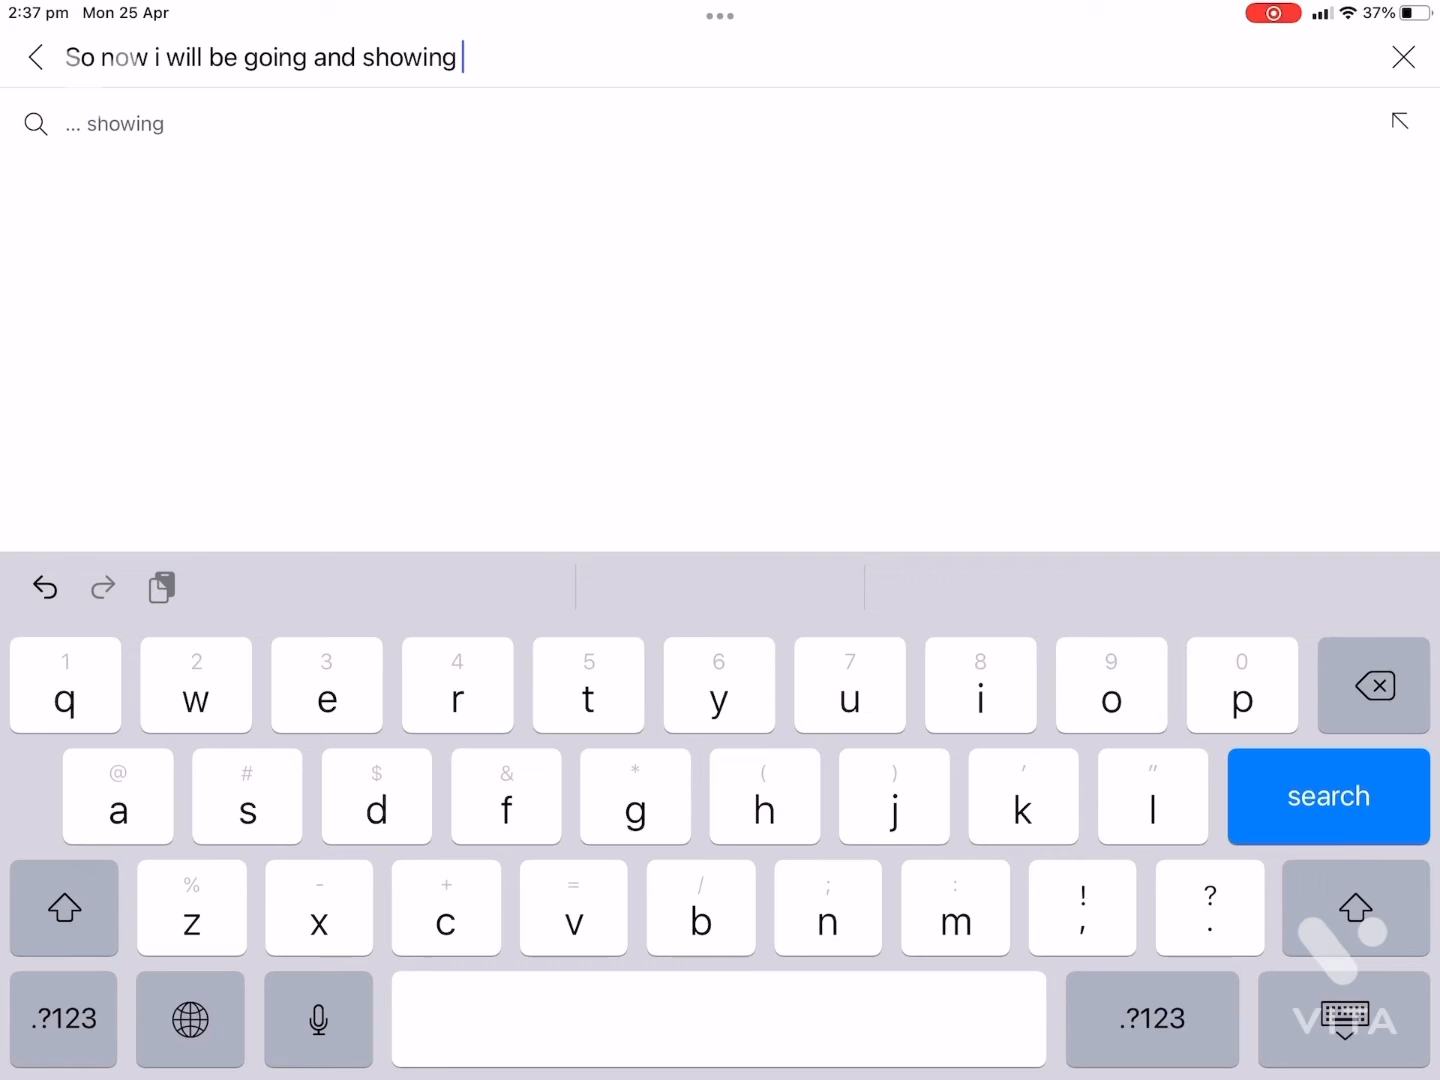 2:37 pm Mon 25 Apr 37%
So now i will be going and showing
... showing
1 2 3 4 5 6 7 8 9 0
q w e r t y u i o p
@ # $ & * ( ) ' "
a s d f g h j k l search
% - + = / ; : ! ?
z x c v b n m , .
.?123 .?123
VITA